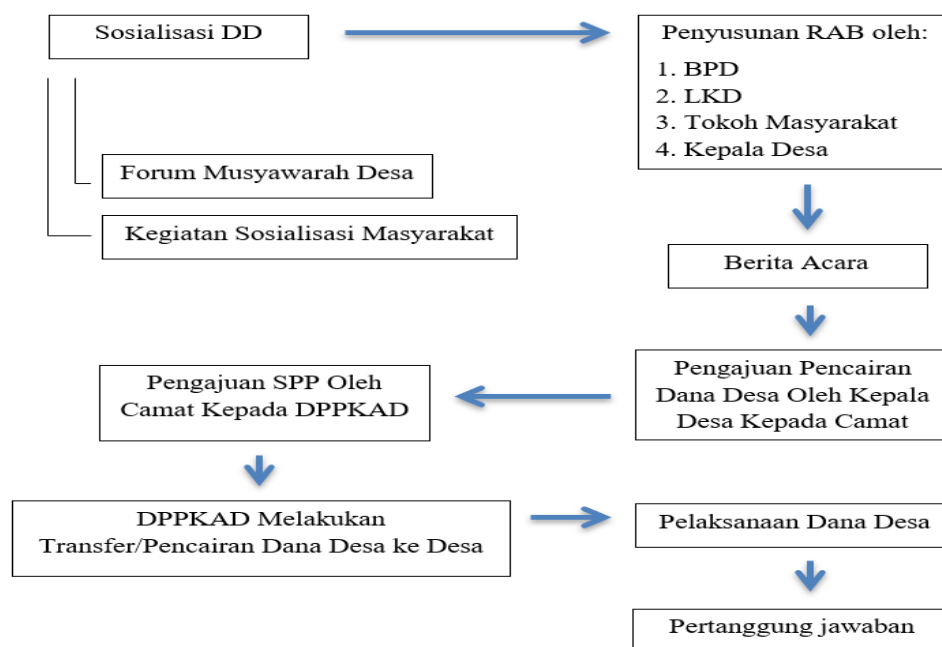 Sosialisasi DD
Penyusunan RAB oleh:
1. BPD
2. LKD
3. Tokoh Masyarakat
4. Kepala Desa
Forum Musyawarah Desa
Kegiatan Sosialisasi Masyarakat
Berita Acara
Pengajuan Pencairan
Dana Desa Oleh Kepala
Desa Kepada Camat
Pengajuan SPP Oleh
Camat Kepada DPPKAD
DPPKAD Melakukan
Transfer/Pencairan Dana Desa ke Desa
Pelaksanaan Dana Desa
Pertanggung jawaban